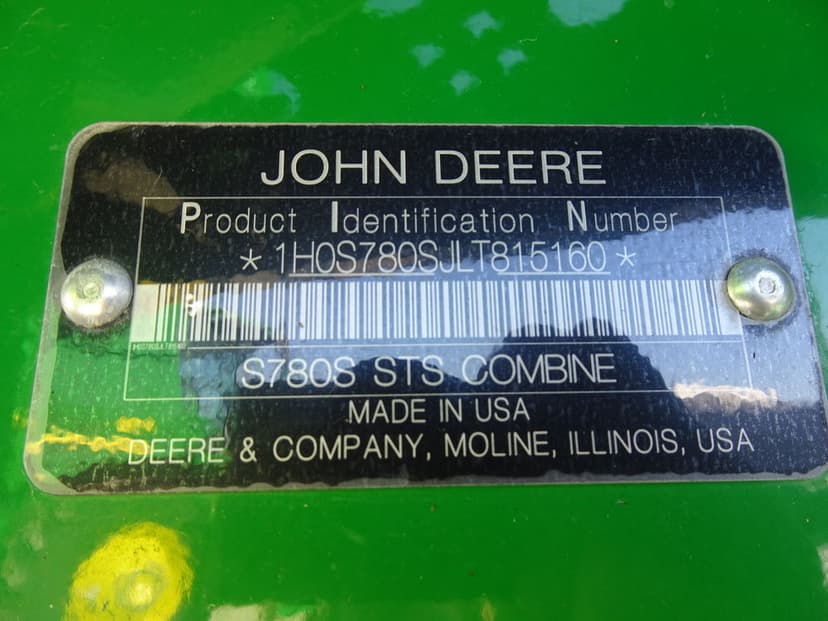 JOHN DEERE
Product Identification Number
*1H0S780SJLT815160*
S780S STS COMBINE
MADE IN USA
DEERE & COMPANY, MOLINE, ILLINOIS, USA